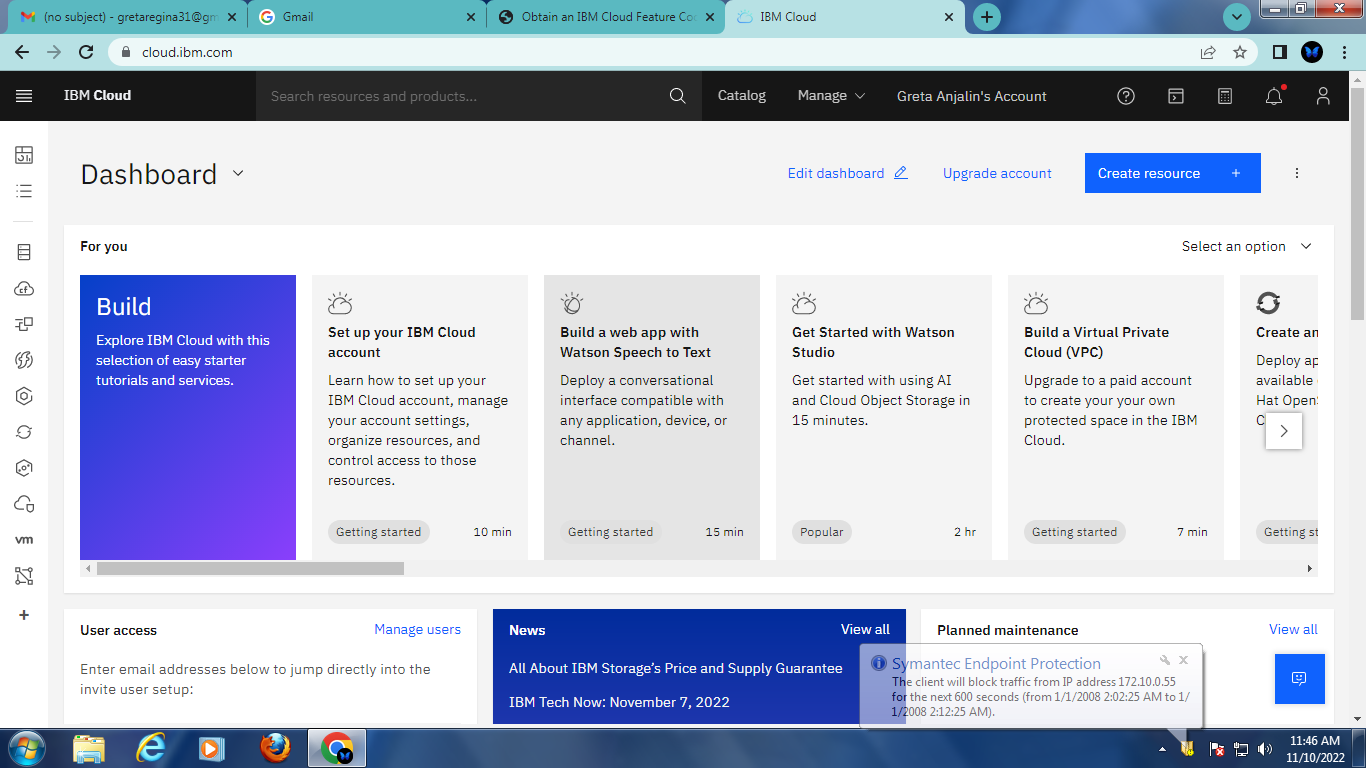 (no subject) - gretaregina31@gm
Gmail
Obtain an IBM Cloud Feature Co
IBM Cloud
cloud.ibm.com
IBM Cloud
Search resources and products...
Catalog
Manage
Greta Anjalin's Account
Dashboard
Edit dashboard
Upgrade account
Create resource +
For you
Select an option
Build
Explore IBM Cloud with this
selection of easy starter
tutorials and services.
Set up your IBM Cloud
account
Learn how to set up your
IBM Cloud account, manage
your account settings,
organize resources, and
control access to those
resources.
Getting started
10 min
Build a web app with
Watson Speech to Text
Deploy a conversational
interface compatible with
any application, device, or
channel.
Getting started
15 min
Get Started with Watson
Studio
Get started with using AI
and Cloud Object Storage in
15 minutes.
Popular
2 hr
Build a Virtual Private
Cloud (VPC)
Upgrade to a paid account
to create your your own
protected space in the IBM
Cloud.
Getting started
7 min
Create an
Deploy ap
available
Hat Open
C
Getting st
cf
vm
User access
Manage users
Enter email addresses below to jump directly into the
invite user setup:
News
View all
All About IBM Storage's Price and Supply Guarantee
IBM Tech Now: November 7, 2022
Planned maintenance
View all
Symantec Endpoint Protection
The client will block traffic from IP address 172.10.0.55
for the next 600 seconds (from 1/1/2008 2:02:25 AM to 1/
1/2008 2:12:25 AM).
11:46 AM
11/10/2022